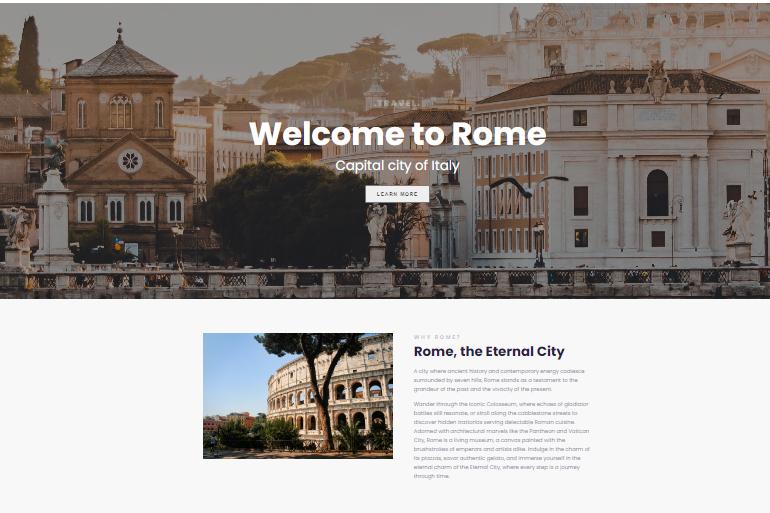 TRAVEL
Welcome to Rome
Capital city of Italy
LEARN MORE
WHY ROME?
Rome, the Eternal City
A city where ancient history and contemporary energy coalesce
surrounded by seven hills, Rome stands as a testament to the
grandeur of the past and the vivacity of the present.
Wander through the iconic Colosseum, where echoes of gladiator
battles still resonate, or stroll along the cobblestone streets to
discover hidden trattorias serving delectable Roman cuisine.
Adorned with architectural marvels like the Pantheon and Vatican
City, Rome is a living museum, a canvas painted with the
brushstrokes of emperors and artists alike. Indulge in the charm of
its piazzas, savor authentic gelato, and immerse yourself in the
eternal charm of the Eternal City, where every step is a journey
through time.